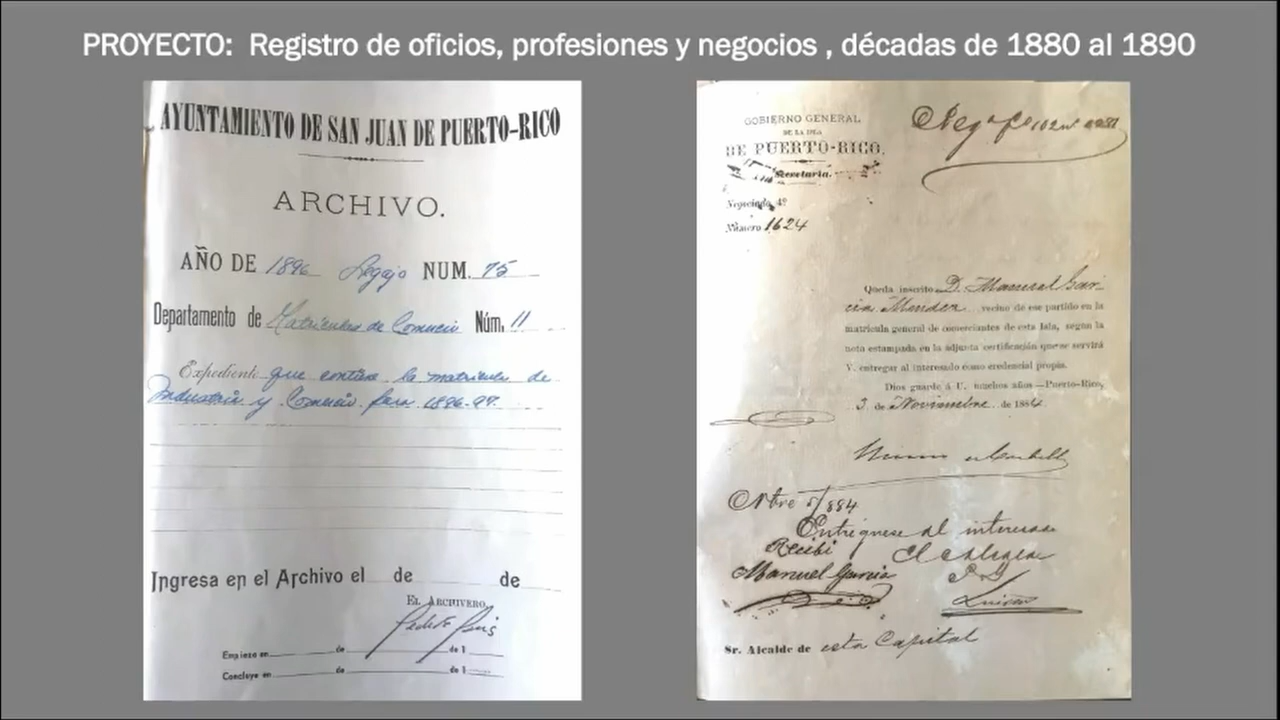 PROYECTO: Registro de oficios, profesiones y negocios , décadas de 1880 al 1890
AYUNTAMIENTO DE SAN JUAN DE PUERTO-RICO
ARCHIVO.
AÑO DE 1896 Legajo NUM. 75
Departamento de Matriculas de Comercio Núm. 11
Expediente que contiene la matricula de
Industria y Comercio para 1896-97.
Ingresa en el Archivo el de de
EL ARCHIVERO,
Empieza en de de 1
Concluye en de de 1
GOBIERNO GENERAL
DE LA ISLA
DE PUERTO-RICO.
Secretaría.
Negociado 4º
Número 1624
Queda inscrito D. Manuel Gar-
cia Mendez vecino de ese partido en la
matrícula general de comerciantes de esta Isla, segun la
nota estampada en la adjunta certificación que se servirá
V. entregar al interesado como credencial propia.
Dios guarde á U. muchos años.—Puerto-Rico,
3 de Noviembre de 1884
Nbre 5/884
Entréguese al interesado
Recibí El Alcalde
Manuel Garcia
Sr. Alcalde de esta Capital